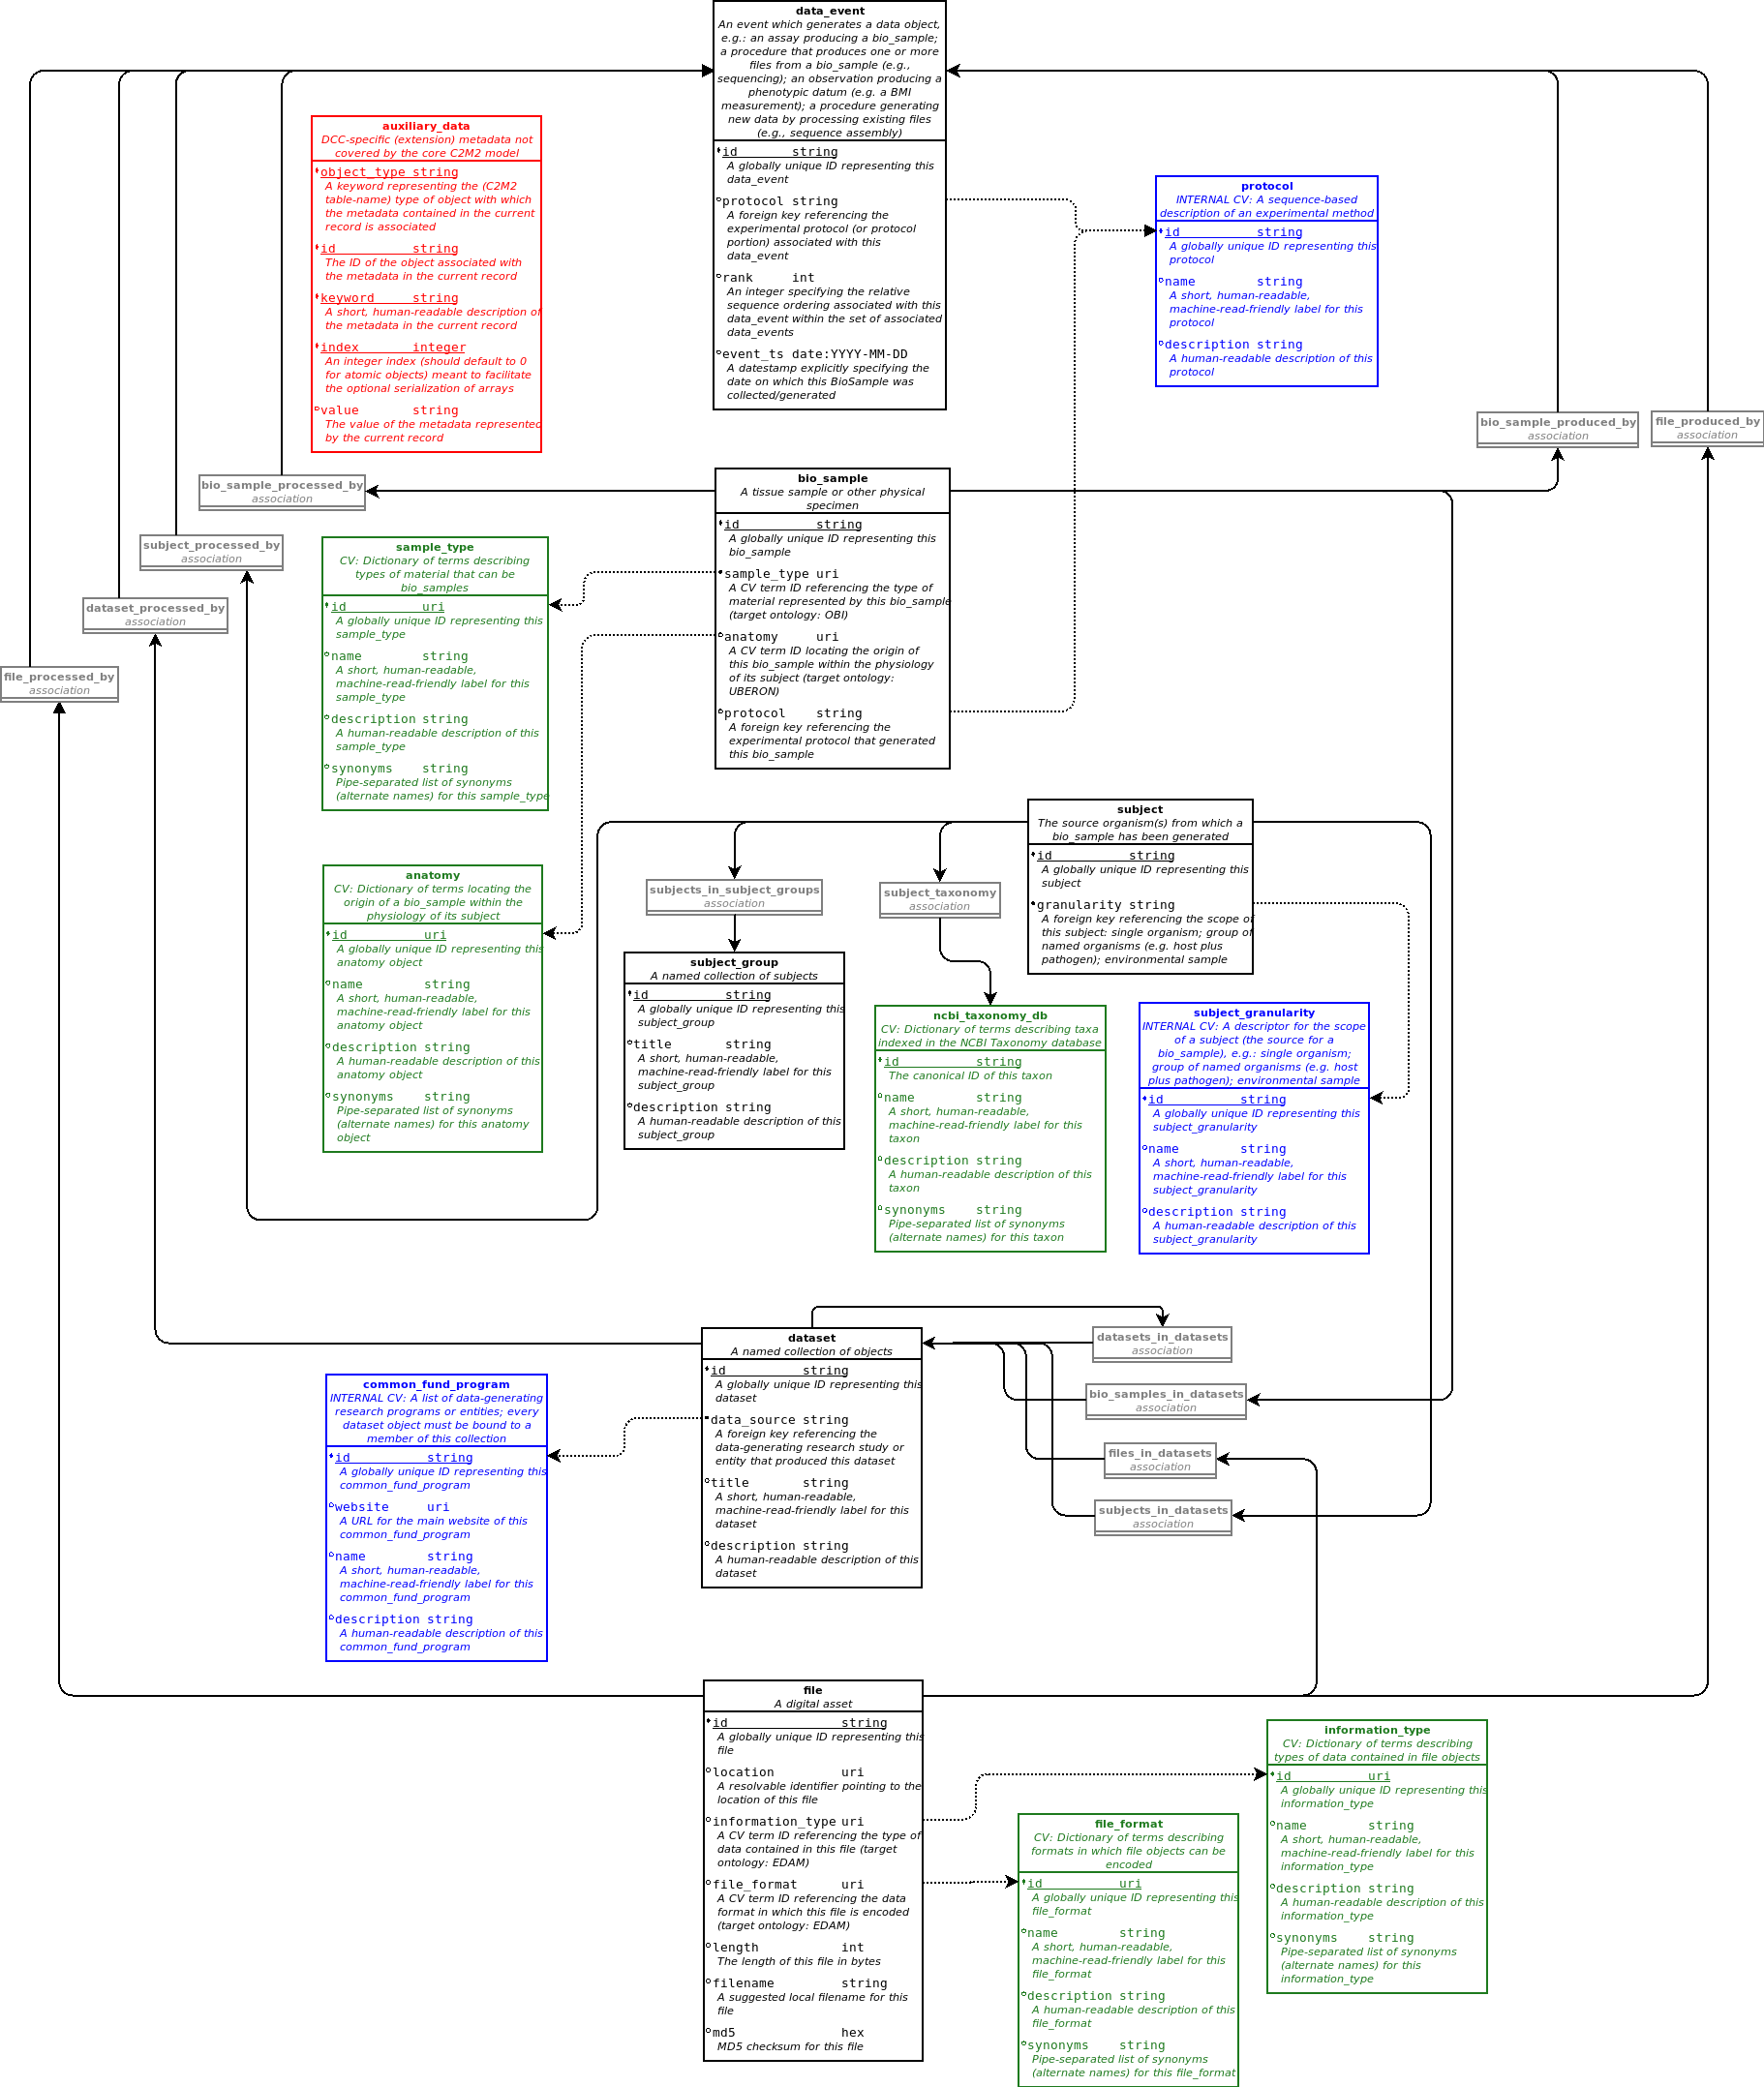 data_event
An event which generates a data object,
e.g.: an assay producing a bio_sample;
a procedure that produces one or more
files from a bio_sample (e.g.,
sequencing); an observation producing a
phenotypic datum (e.g. a BMI
measurement); a procedure generating
new data by processing existing files
(e.g., sequence assembly)
id string
A globally unique ID representing this
data_event
protocol string
A foreign key referencing the
experimental protocol (or protocol
portion) associated with this
data_event
rank int
An integer specifying the relative
sequence ordering associated with this
data_event within the set of associated
data_events
event_ts date:YYYY-MM-DD
A datestamp explicitly specifying the
date on which this BioSample was
collected/generated
auxiliary_data
DCC-specific (extension) metadata not
covered by the core C2M2 model
object_type string
A keyword representing the (C2M2
table-name) type of object with which
the metadata contained in the current
record is associated
id string
The ID of the object associated with
the metadata in the current record
keyword string
A short, human-readable description of
the metadata in the current record
index integer
An integer index (should default to 0
for atomic objects) meant to facilitate
the optional serialization of arrays
value string
The value of the metadata represented
by the current record
protocol
INTERNAL CV: A sequence-based
description of an experimental method
id string
A globally unique ID representing this
protocol
name string
A short, human-readable,
machine-read-friendly label for this
protocol
description string
A human-readable description of this
protocol
bio_sample_produced_by
association
file_produced_by
association
bio_sample_processed_by
association
subject_processed_by
association
dataset_processed_by
association
file_processed_by
association
bio_sample
A tissue sample or other physical
specimen
id string
A globally unique ID representing this
bio_sample
sample_type uri
A CV term ID referencing the type of
material represented by this bio_sample
(target ontology: OBI)
anatomy uri
A CV term ID locating the origin of
this bio_sample within the physiology
of its subject (target ontology:
UBERON)
protocol string
A foreign key referencing the
experimental protocol that generated
this bio_sample
sample_type
CV: Dictionary of terms describing
types of material that can be
bio_samples
id uri
A globally unique ID representing this
sample_type
name string
A short, human-readable,
machine-read-friendly label for this
sample_type
description string
A human-readable description of this
sample_type
synonyms string
Pipe-separated list of synonyms
(alternate names) for this sample_type
anatomy
CV: Dictionary of terms locating the
origin of a bio_sample within the
physiology of its subject
id uri
A globally unique ID representing this
anatomy object
name string
A short, human-readable,
machine-read-friendly label for this
anatomy object
description string
A human-readable description of this
anatomy object
synonyms string
Pipe-separated list of synonyms
(alternate names) for this anatomy
object
subject
The source organism(s) from which a
bio_sample has been generated
id string
A globally unique ID representing this
subject
granularity string
A foreign key referencing the scope of
this subject: single organism; group of
named organisms (e.g. host plus
pathogen); environmental sample
subjects_in_subject_groups
association
subject_taxonomy
association
subject_group
A named collection of subjects
id string
A globally unique ID representing this
subject_group
title string
A short, human-readable,
machine-read-friendly label for this
subject_group
description string
A human-readable description of this
subject_group
ncbi_taxonomy_db
CV: Dictionary of terms describing taxa
indexed in the NCBI Taxonomy database
id string
The canonical ID of this taxon
name string
A short, human-readable,
machine-read-friendly label for this
taxon
description string
A human-readable description of this
taxon
synonyms string
Pipe-separated list of synonyms
(alternate names) for this taxon
subject_granularity
INTERNAL CV: A descriptor for the scope
of a subject (the source for a
bio_sample), e.g.: single organism;
group of named organisms (e.g. host
plus pathogen); environmental sample
id string
A globally unique ID representing this
subject_granularity
name string
A short, human-readable,
machine-read-friendly label for this
subject_granularity
description string
A human-readable description of this
subject_granularity
dataset
A named collection of objects
id string
A globally unique ID representing this
dataset
data_source string
A foreign key referencing the
data-generating research study or
entity that produced this dataset
title string
A short, human-readable,
machine-read-friendly label for this
dataset
description string
A human-readable description of this
dataset
datasets_in_datasets
association
bio_samples_in_datasets
association
files_in_datasets
association
subjects_in_datasets
association
common_fund_program
INTERNAL CV: A list of data-generating
research programs or entities; every
dataset object must be bound to a
member of this collection
id string
A globally unique ID representing this
common_fund_program
website uri
A URL for the main website of this
common_fund_program
name string
A short, human-readable,
machine-read-friendly label for this
common_fund_program
description string
A human-readable description of this
common_fund_program
file
A digital asset
id string
A globally unique ID representing this
file
location uri
A resolvable identifier pointing to the
location of this file
information_type uri
A CV term ID referencing the type of
data contained in this file (target
ontology: EDAM)
file_format uri
A CV term ID referencing the data
format in which this file is encoded
(target ontology: EDAM)
length int
The length of this file in bytes
filename string
A suggested local filename for this
file
md5 hex
MD5 checksum for this file
file_format
CV: Dictionary of terms describing
formats in which file objects can be
encoded
id uri
A globally unique ID representing this
file_format
name string
A short, human-readable,
machine-read-friendly label for this
file_format
description string
A human-readable description of this
file_format
synonyms string
Pipe-separated list of synonyms
(alternate names) for this file_format
information_type
CV: Dictionary of terms describing
types of data contained in file objects
id uri
A globally unique ID representing this
information_type
name string
A short, human-readable,
machine-read-friendly label for this
information_type
description string
A human-readable description of this
information_type
synonyms string
Pipe-separated list of synonyms
(alternate names) for this
information_type